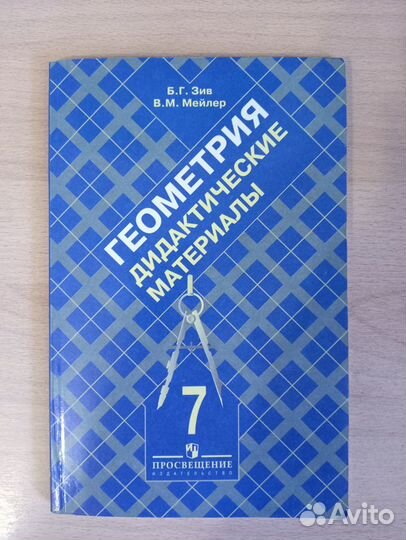 Б.Г. Зив
В.М. Мейлер
ГЕОМЕТРИЯ
ДИДАКТИЧЕСКИЕ
МАТЕРИАЛЫ
7
ПРОСВЕЩЕНИЕ
ИЗДАТЕЛЬСТВО
Avito